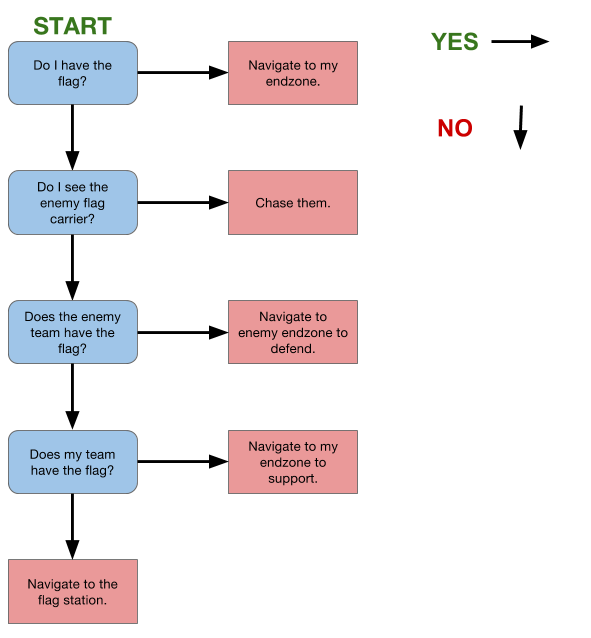 START
Do I have the
flag?
Navigate to my
endzone.
YES
NO
Do I see the
enemy flag
carrier?
Chase them.
Does the enemy
team have the
flag?
Navigate to
enemy endzone to
defend.
Does my team
have the flag?
Navigate to my
endzone to
support.
Navigate to the
flag station.